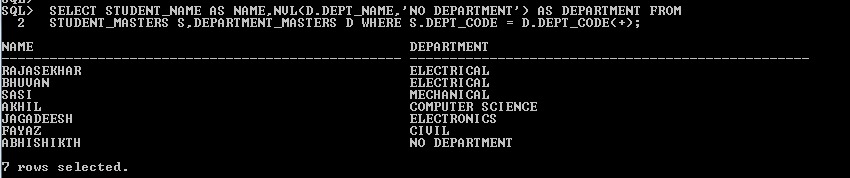 SQL>
SQL> SELECT STUDENT_NAME AS NAME,NVL(D.DEPT_NAME,'NO DEPARTMENT') AS DEPARTMENT FROM
2 STUDENT_MASTERS S,DEPARTMENT_MASTERS D WHERE S.DEPT_CODE = D.DEPT_CODE(+);
NAME DEPARTMENT
RAJASEKHAR ELECTRICAL
BHUVAN ELECTRICAL
SASI MECHANICAL
AKHIL COMPUTER SCIENCE
JAGADEESH ELECTRONICS
FAYAZ CIVIL
ABHISHIKTH NO DEPARTMENT
7 rows selected.